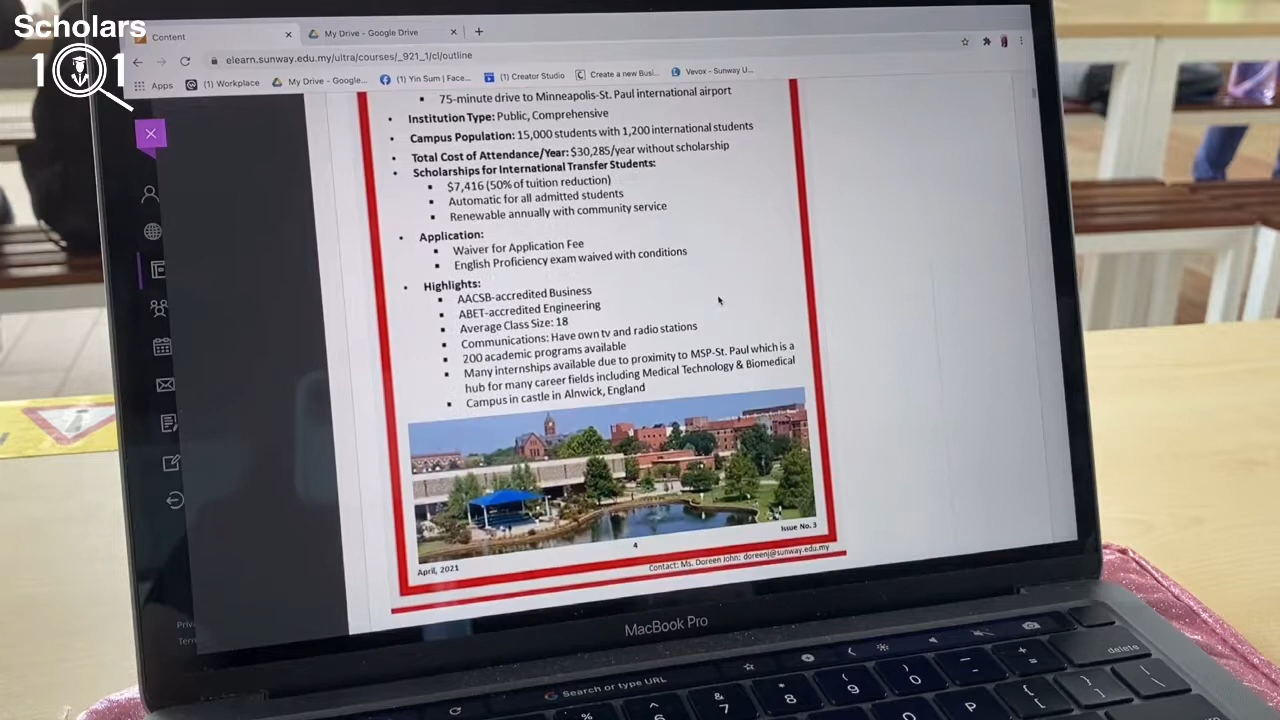 Scholars
101
Content
My Drive - Google Drive
elearn.sunway.edu.my/ultra/courses/_921_1/cl/outline
Apps
(1) Workplace
My Drive - Google...
(1) Yin Sum | Face...
(1) Creator Studio
Create a new Busi...
Vevox - Sunway U...
75-minute drive to Minneapolis-St. Paul international airport
Institution Type: Public, Comprehensive
Campus Population: 15,000 students with 1,200 international students
Total Cost of Attendance/Year: $30,285/year without scholarship
Scholarships for International Transfer Students:
$7,416 (50% of tuition reduction)
Automatic for all admitted students
Renewable annually with community service
Application:
Waiver for Application Fee
English Proficiency exam waived with conditions
Highlights:
AACSB-accredited Business
ABET-accredited Engineering
Average Class Size: 18
Communications: Have own tv and radio stations
200 academic programs available
Many internships available due to proximity to MSP-St. Paul which is a
hub for many career fields including Medical Technology & Biomedical
Campus in castle in Alnwick, England
Issue No. 3
4
April, 2021
Contact: Ms. Doreen John: doreenj@sunway.edu.my
Priv
Term
MacBook Pro
Search or type URL
delete
% ^ & * ( ) - + =
6 7 8 9 0
O P { [ } ] | \